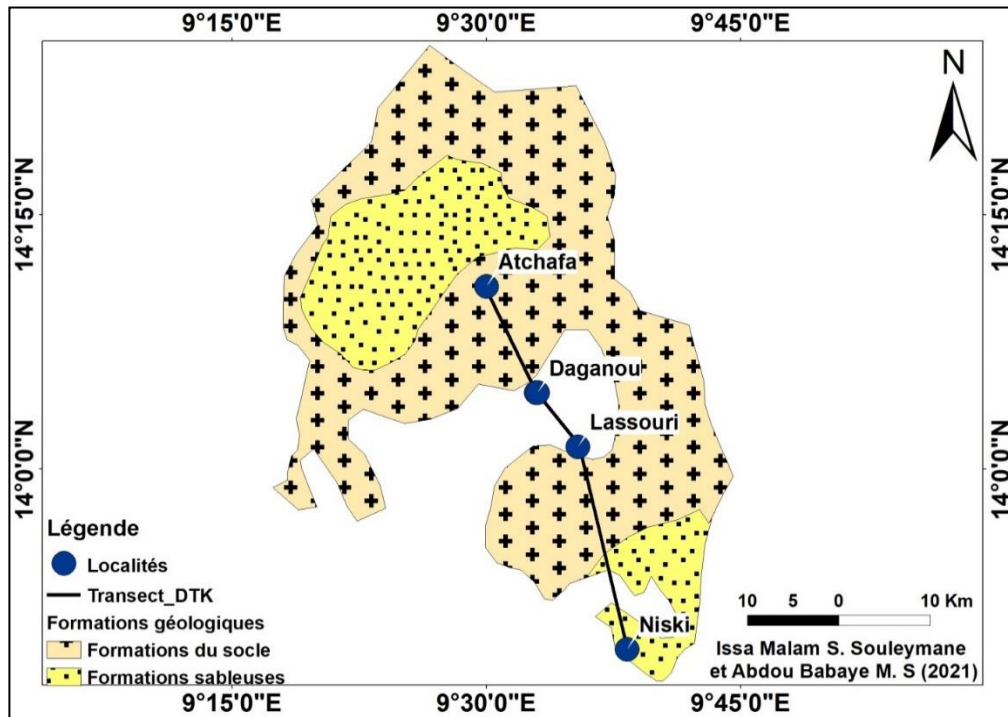 9°15'0"E 9°30'0"E 9°45'0"E
N
14°15'0"N 14°15'0"N
Atchafa
Daganou
Lassouri
14°0'0"N 14°0'0"N
Légende
Localités
Transect_DTK
Formations géologiques
Formations du socle
Formations sableuses
Niski
10 5 0 10 Km
Issa Malam S. Souleymane
et Abdou Babaye M. S (2021)
9°15'0"E 9°30'0"E 9°45'0"E